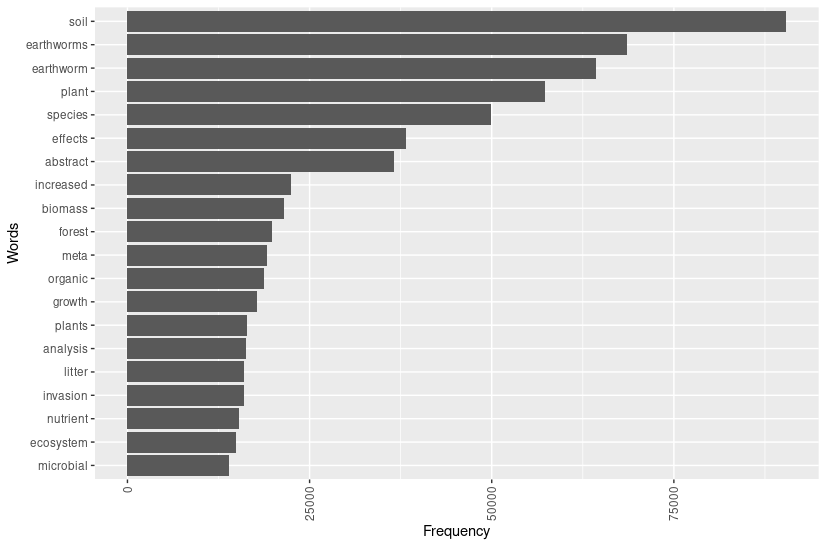 soil
earthworms
earthworm
plant
species
effects
abstract
increased
biomass
forest
meta
organic
growth
plants
analysis
litter
invasion
nutrient
ecosystem
microbial
Words
0
25000
50000
75000
Frequency